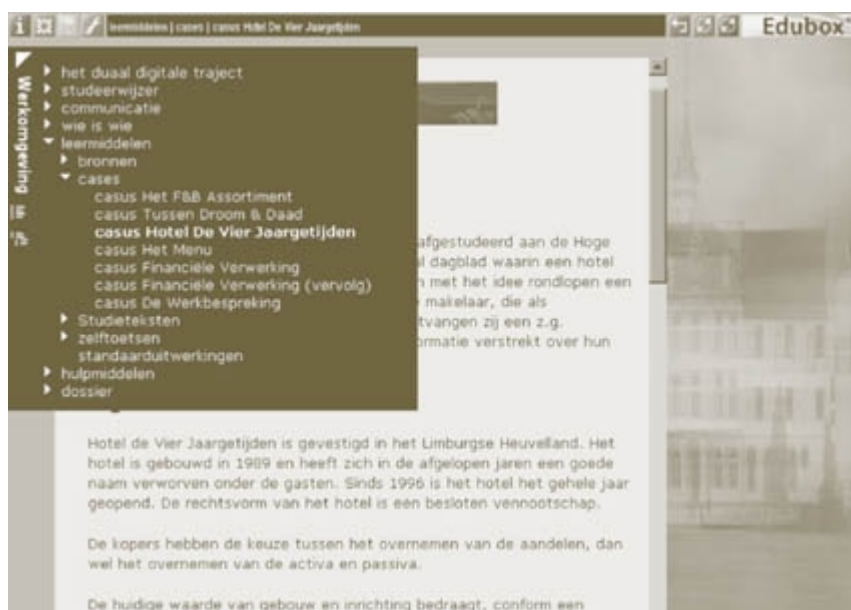 leermiddelen | cases | casus Hotel De Vier Jaargetijden
Edubox
Werkomgeving
het duaal digitale traject
studeerwijzer
communicatie
wie is wie
leermiddelen
bronnen
cases
casus Het F&B Assortiment
casus Tussen Droom & Daad
casus Hotel De Vier Jaargetijden
casus Het Menu
casus Financiële Verwerking
casus Financiële Verwerking (vervolg)
casus De Werkbespreking
Studieteksten
zelftoetsen
standaarduitwerkingen
hulpmiddelen
dossier
afgestudeerd aan de Hoge
dagblad waarin een hotel
met het idee rondlopen een
makelaar, die als
tvangen zij een z.g.
ormatie verstrekt over hun
Hotel de Vier Jaargetijden is gevestigd in het Limburgse Heuvelland. Het
hotel is gebouwd in 1989 en heeft zich in de afgelopen jaren een goede
naam verworven onder de gasten. Sinds 1996 is het hotel het gehele jaar
geopend. De rechtsvorm van het hotel is een besloten vennootschap.
De kopers hebben de keuze tussen het overnemen van de aandelen, dan
wel het overnemen van de activa en passiva.
De huidige waarde van gebouw en inrichting bedraagt, conform een